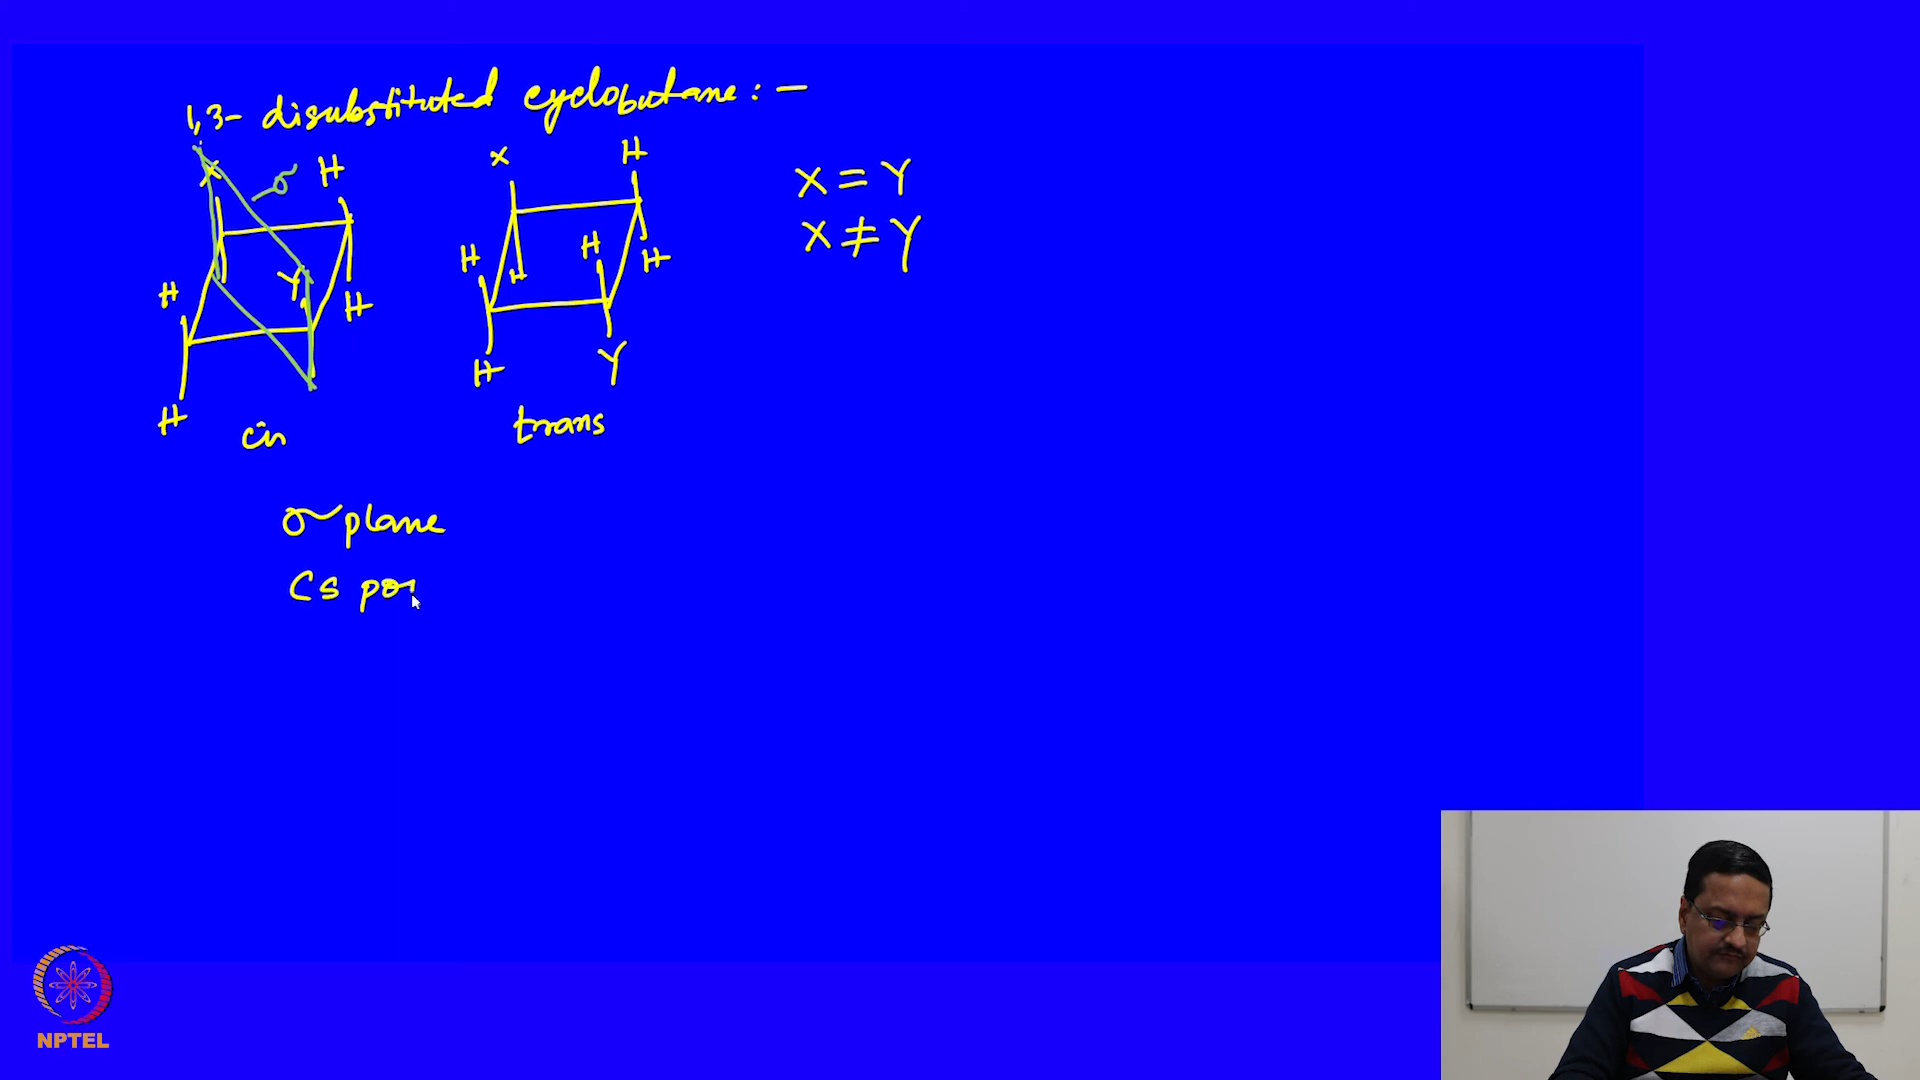 1,3- disubstituted cyclobutane : -
X H X H
σ
X ≡ Y
H Y H H H H H
X ≠ Y
H H Y
cis trans
σ plane
Cs poi
NPTEL